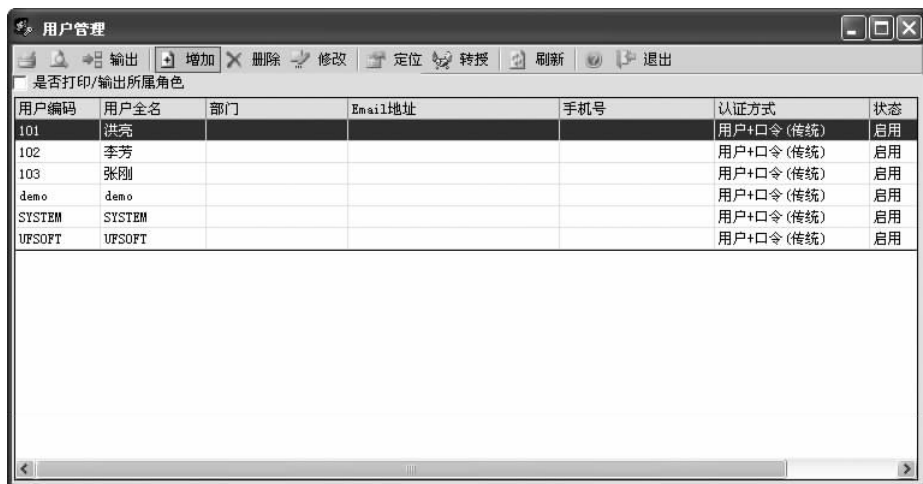 用户管理
输出 增加 删除 修改 定位 转授 刷新 退出
是否打印/输出所属角色
用户编码 用户全名 部门 Email地址 手机号 认证方式 状态
101 洪亮 用户+口令(传统) 启用
102 李芳 用户+口令(传统) 启用
103 张刚 用户+口令(传统) 启用
demo demo 用户+口令(传统) 启用
SYSTEM SYSTEM 用户+口令(传统) 启用
UFSOFT UFSOFT 用户+口令(传统) 启用